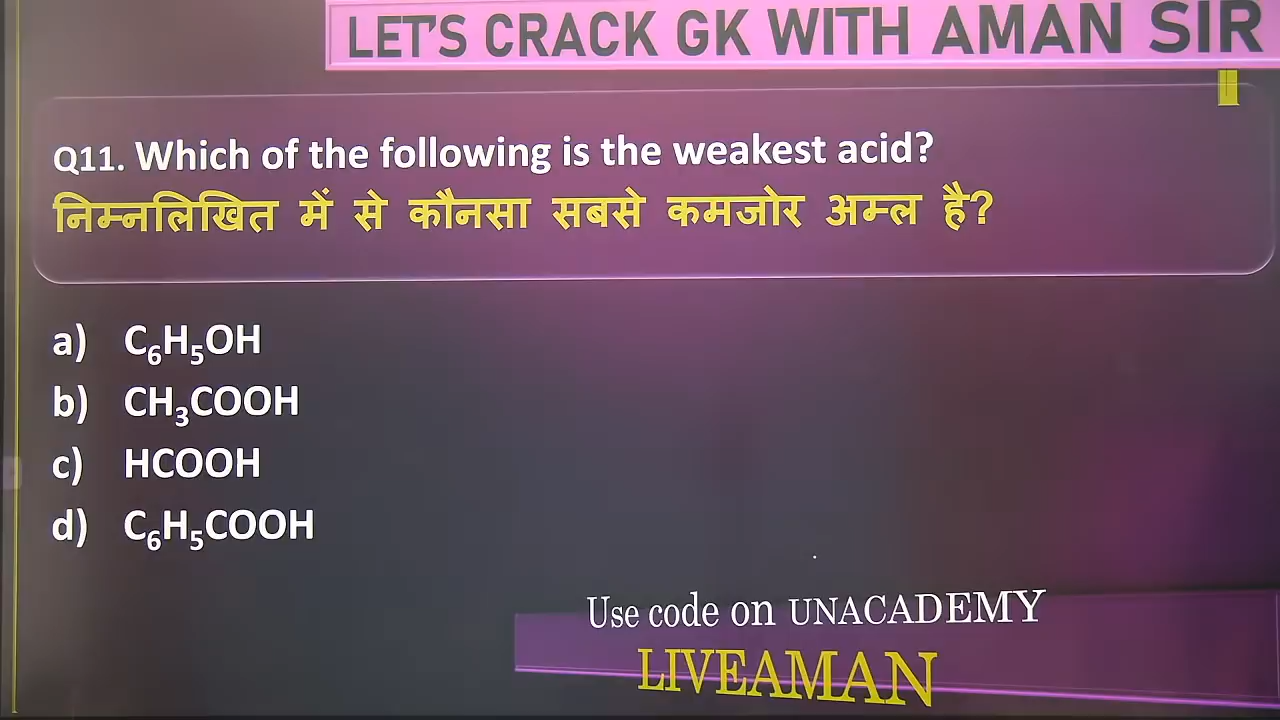 LET'S CRACK GK WITH AMAN SIR
Q11. Which of the following is the weakest acid?
निम्नलिखित में से कौनसा सबसे कमजोर अम्ल है?
a) C₆H₅OH
b) CH₃COOH
c) HCOOH
d) C₆H₅COOH
Use code on UNACADEMY
LIVEAMAN